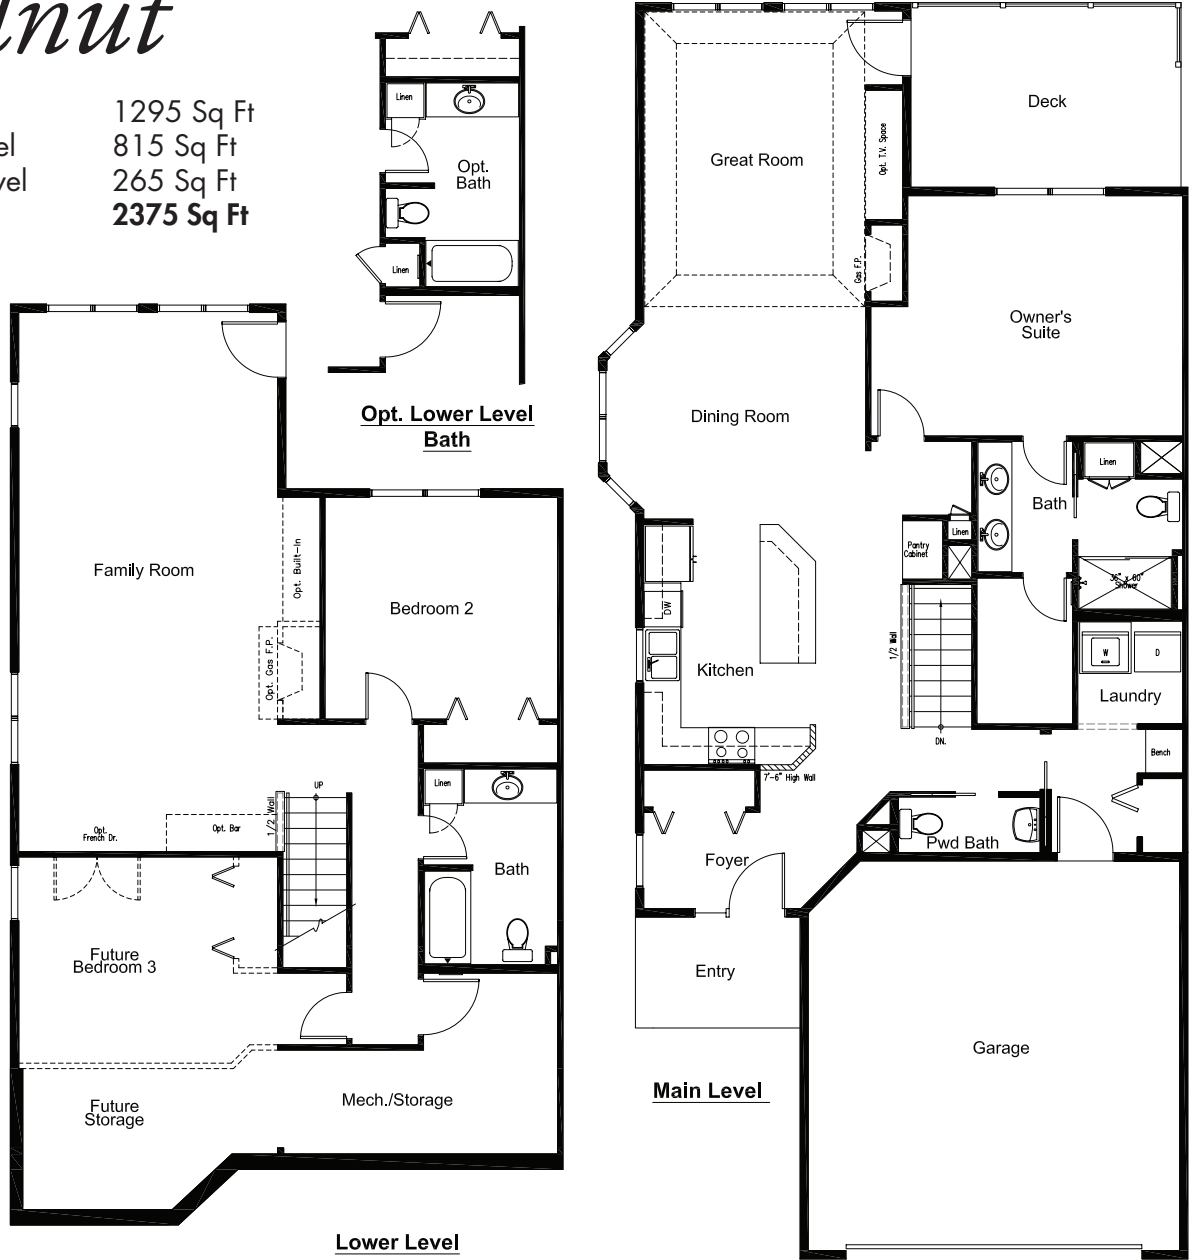 1295 Sq Ft
815 Sq Ft
265 Sq Ft
2375 Sq Ft
Linen
Opt.
Bath
Linen
Opt. Lower Level
Bath
Family Room
Opt. Built-In
Opt. Gas F.P.
Bedroom 2
UP
1/2 Wall
Opt.
French Dr.
Opt. Bar
Linen
Bath
Future
Bedroom 3
Future
Storage
Mech./Storage
Lower Level
Great Room
Opt. T.V. Space
Gas F.P.
Deck
Owner's
Suite
Dining Room
Linen
Bath
Pantry
Cabinet
Linen
36" x 60"
Shower
DW
1/2 Wall
Kitchen
W
D
Laundry
DN.
Bench
7'-6" High Wall
Foyer
Pwd Bath
Entry
Garage
Main Level